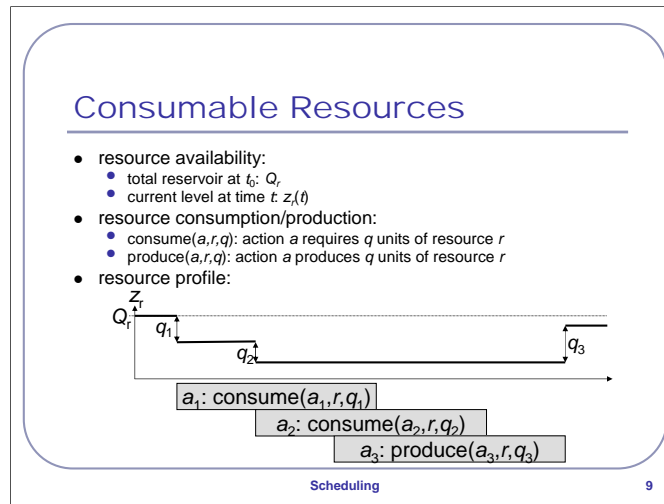 Consumable Resources
● resource availability:
● total reservoir at t₀: Qᵣ
● current level at time t: zᵣ(t)
● resource consumption/production:
● consume(a,r,q): action a requires q units of resource r
● produce(a,r,q): action a produces q units of resource r
● resource profile:
zᵣ
Qᵣ
q₁
q₂
q₃
a₁: consume(a₁,r,q₁)
a₂: consume(a₂,r,q₂)
a₃: produce(a₃,r,q₃)
Scheduling 9